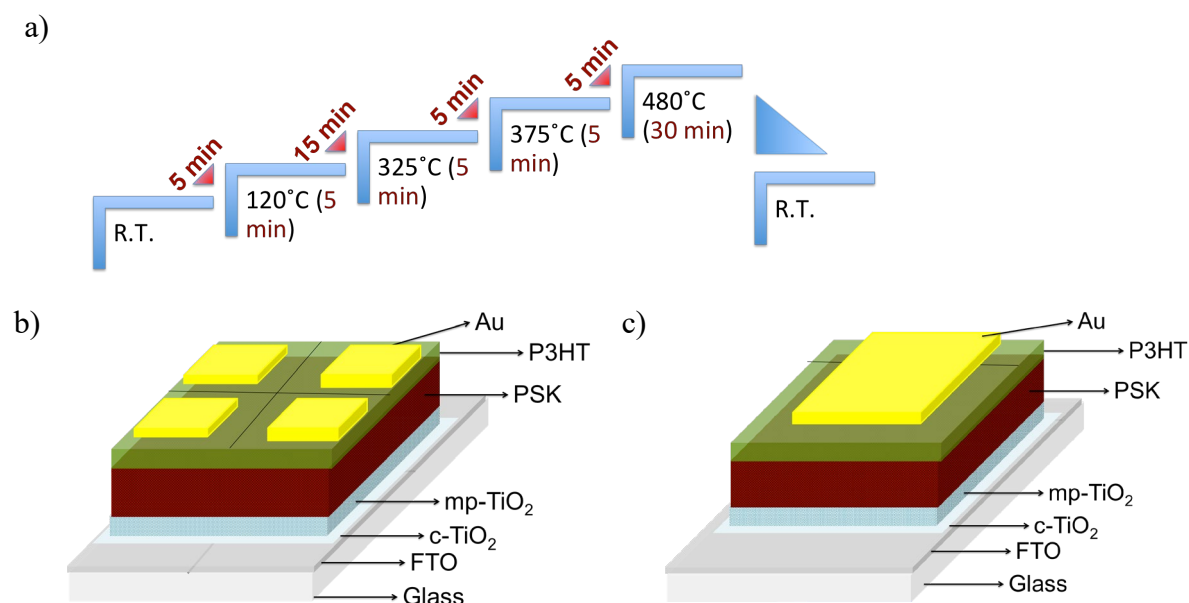 a)
5 min
15 min
5 min
5 min
R.T.
120˚C (5
min)
325˚C (5
min)
375˚C (5
min)
480˚C
(30 min)
R.T.
b)
Au
P3HT
PSK
mp-TiO₂
c-TiO₂
FTO
Glass
c)
Au
P3HT
PSK
mp-TiO₂
c-TiO₂
FTO
Glass